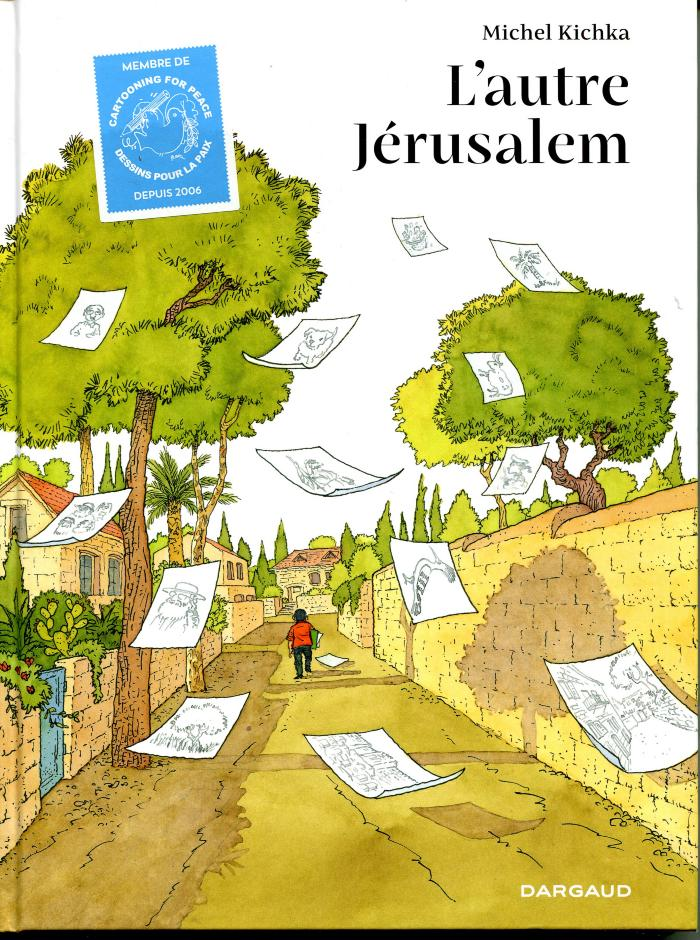 Michel Kichka
L'autre
Jérusalem
MEMBRE DE
CARTOONING FOR PEACE
DESSINS POUR LA PAIX
DEPUIS 2006
DARGAUD